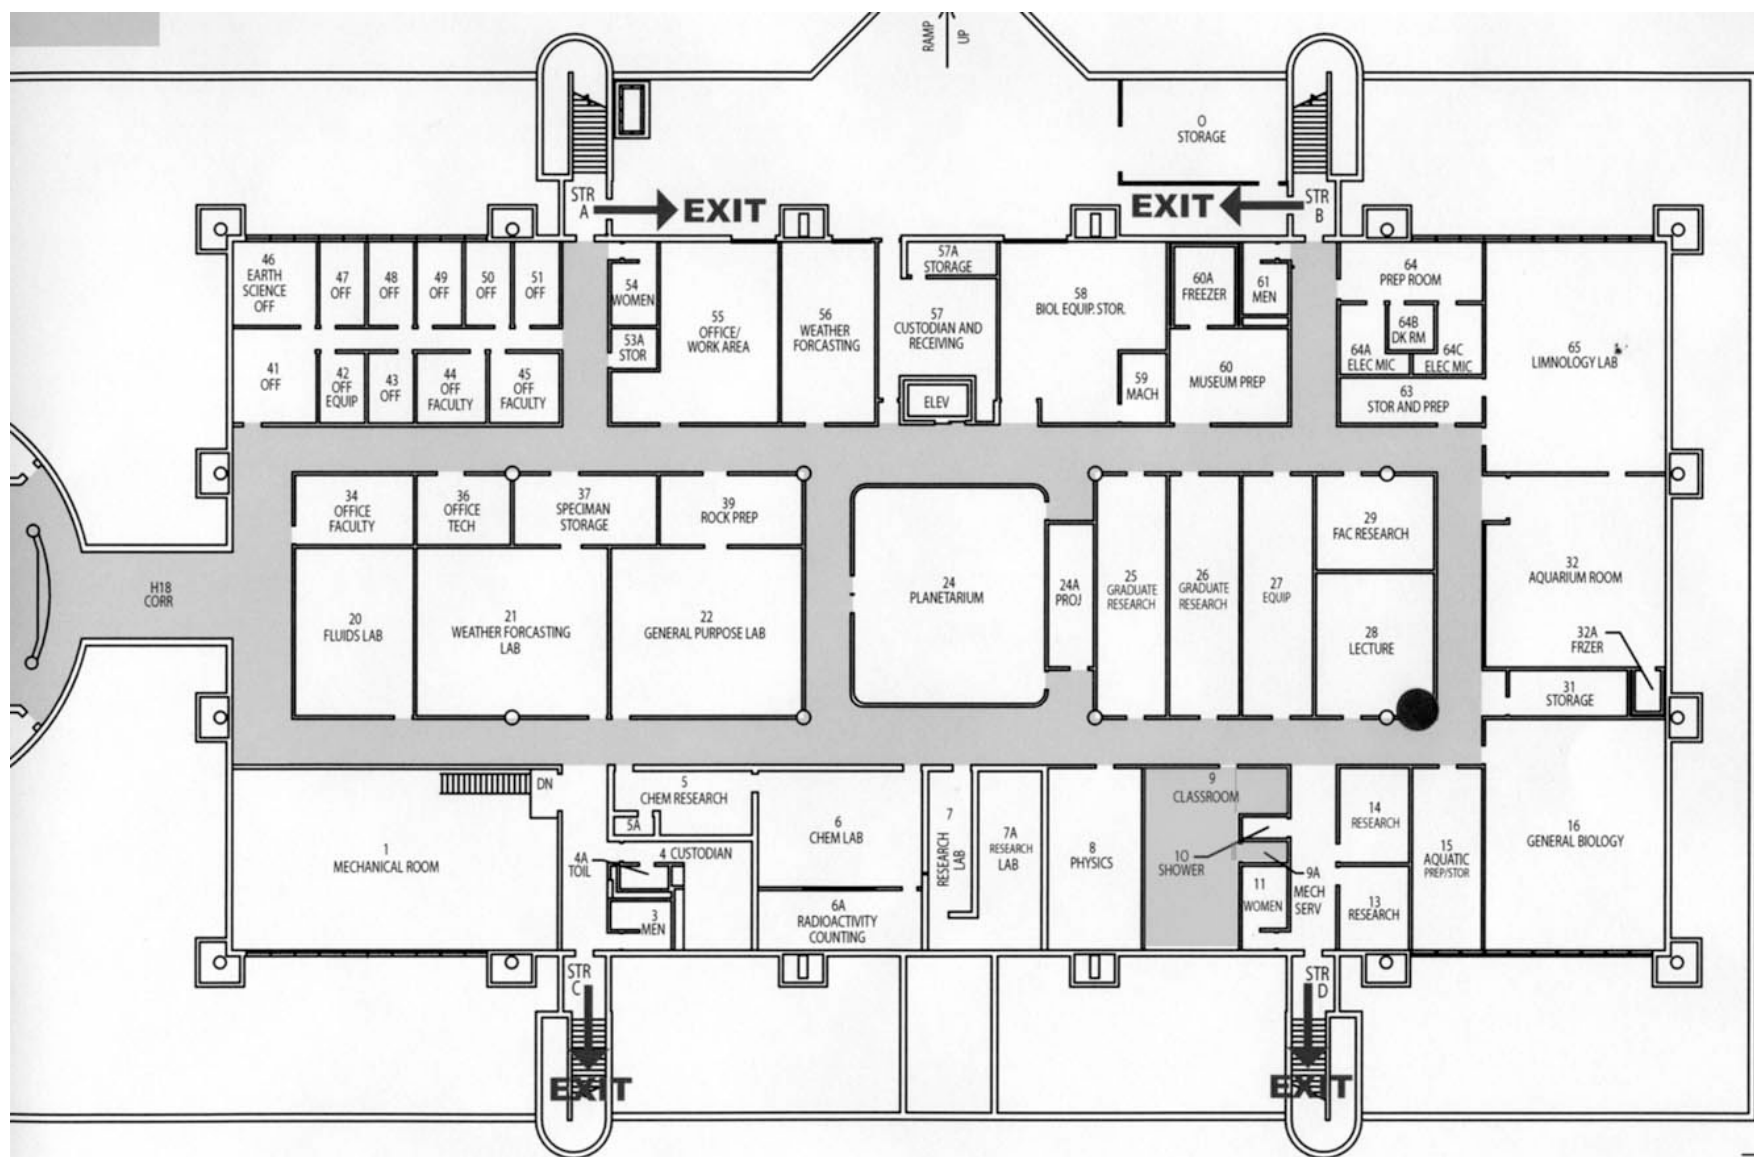 RAMP
UP
O
STORAGE
STR
A
EXIT
EXIT
STR
B
46
EARTH
SCIENCE
OFF
47
OFF
48
OFF
49
OFF
50
OFF
51
OFF
54
WOMEN
53A
STOR
55
OFFICE/
WORK AREA
56
WEATHER
FORCASTING
57A
STORAGE
57
CUSTODIAN AND
RECEIVING
ELEV
58
BIOL EQUIP. STOR.
59
MACH
60A
FREEZER
61
MEN
60
MUSEUM PREP
64
PREP ROOM
64B
DK RM
64A
ELEC MIC
64C
ELEC MIC
63
STOR AND PREP
65
LIMNOLOGY LAB
41
OFF
42
OFF
EQUIP
43
OFF
44
OFF
FACULTY
45
OFF
FACULTY
34
OFFICE
FACULTY
36
OFFICE
TECH
37
SPECIMAN
STORAGE
39
ROCK PREP
H18
CORR
20
FLUIDS LAB
21
WEATHER FORCASTING
LAB
22
GENERAL PURPOSE LAB
24
PLANETARIUM
24A
PROJ
25
GRADUATE
RESEARCH
26
GRADUATE
RESEARCH
27
EQUIP
29
FAC RESEARCH
28
LECTURE
32
AQUARIUM ROOM
32A
FRZER
31
STORAGE
DN
1
MECHANICAL ROOM
5
CHEM RESEARCH
5A
4A
TOIL
4 CUSTODIAN
3
MEN
6
CHEM LAB
6A
RADIOACTIVITY
COUNTING
7
RESEARCH
LAB
7A
RESEARCH
LAB
8
PHYSICS
9
CLASSROOM
10
SHOWER
9A
MECH
SERV
11
WOMEN
14
RESEARCH
13
RESEARCH
15
AQUATIC
PREP/STOR
16
GENERAL BIOLOGY
STR
C
EXIT
STR
D
EXIT